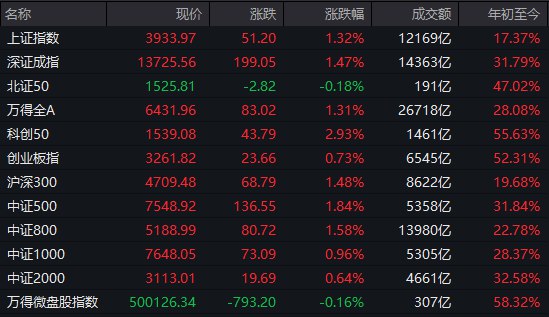 名称 现价 涨跌 涨跌幅 成交额 年初至今
上证指数 3933.97 51.20 1.32% 12169亿 17.37%
深证成指 13725.56 199.05 1.47% 14363亿 31.79%
北证50 1525.81 -2.82 -0.18% 191亿 47.02%
万得全A 6431.96 83.02 1.31% 26718亿 28.08%
科创50 1539.08 43.79 2.93% 1461亿 55.63%
创业板指 3261.82 23.66 0.73% 6545亿 52.31%
沪深300 4709.48 68.79 1.48% 8622亿 19.68%
中证500 7548.92 136.55 1.84% 5358亿 31.84%
中证800 5188.99 80.72 1.58% 13980亿 22.78%
中证1000 7648.05 73.09 0.96% 5305亿 28.37%
中证2000 3113.01 19.69 0.64% 4661亿 32.58%
万得微盘股指数 500126.34 -793.20 -0.16% 307亿 58.32%